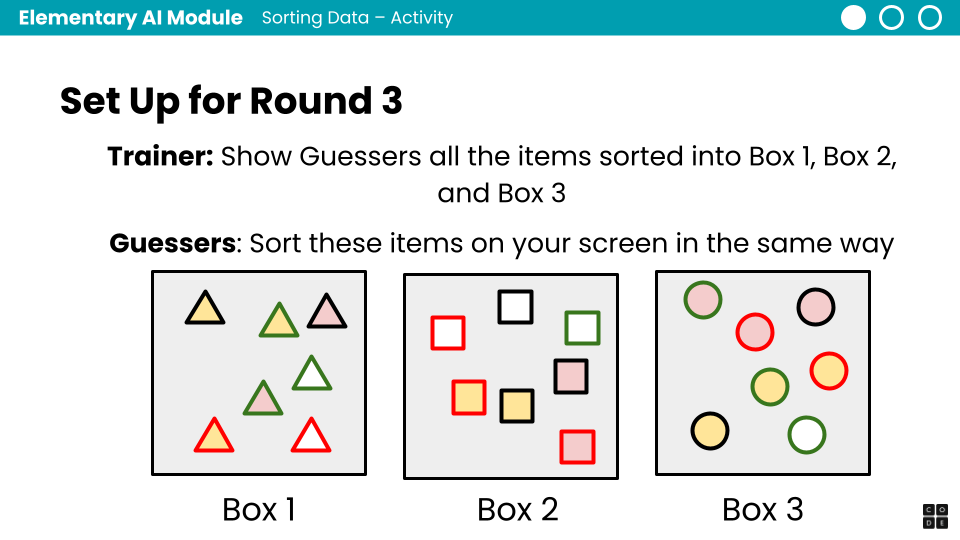 Elementary AI Module Sorting Data – Activity
Set Up for Round 3
Trainer: Show Guessers all the items sorted into Box 1, Box 2,
and Box 3
Guessers: Sort these items on your screen in the same way
Box 1 Box 2 Box 3
C O
D E